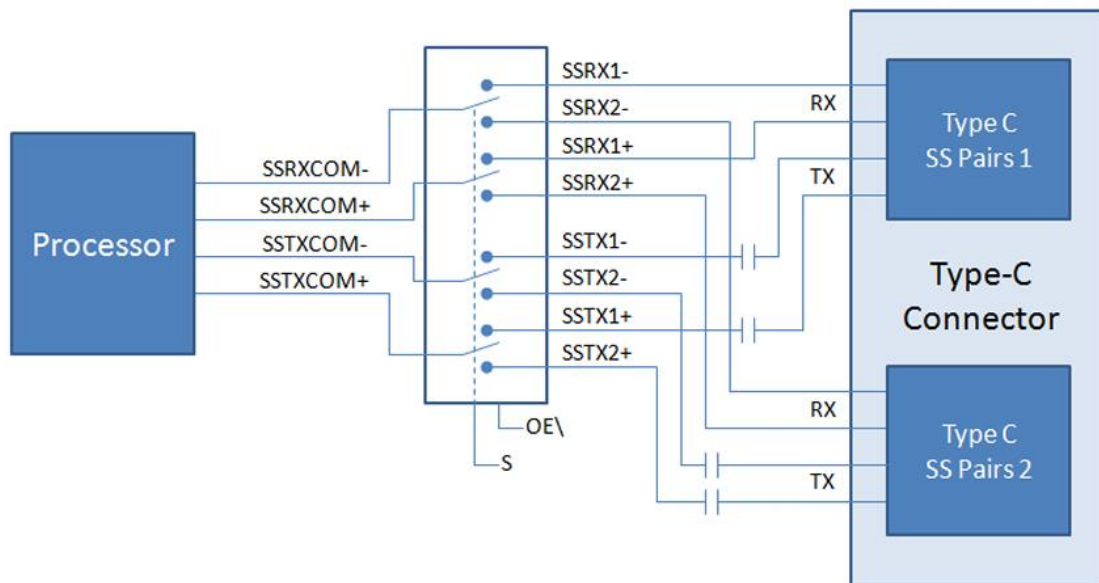 Processor
SSRXCOM-
SSRXCOM+
SSTXCOM-
SSTXCOM+
SSRX1-
SSRX2-
SSRX1+
SSRX2+
SSTX1-
SSTX2-
SSTX1+
SSTX2+
OE\
S
RX
TX
Type C
SS Pairs 1
Type-C
Connector
RX
TX
Type C
SS Pairs 2